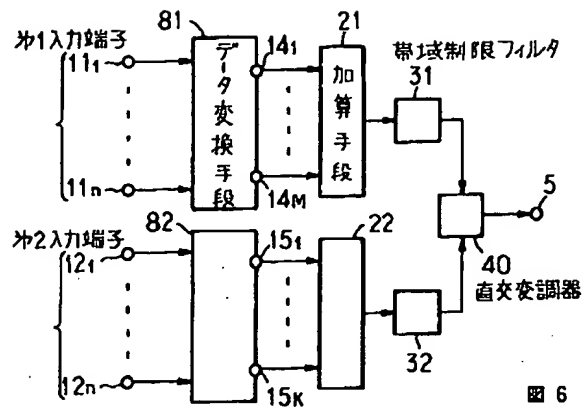 第1入力端子
11₁
11n
81
データ変換手段
14₁
14M
21
加算手段
帯域制限フィルタ
31
40
直交変調器
5
第2入力端子
12₁
12n
82
15₁
15K
22
32
図 6